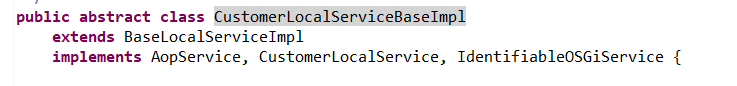 public abstract class CustomerLocalServiceBaseImpl
extends BaseLocalServiceImpl
implements AopService, CustomerLocalService, IdentifiableOSGiService {